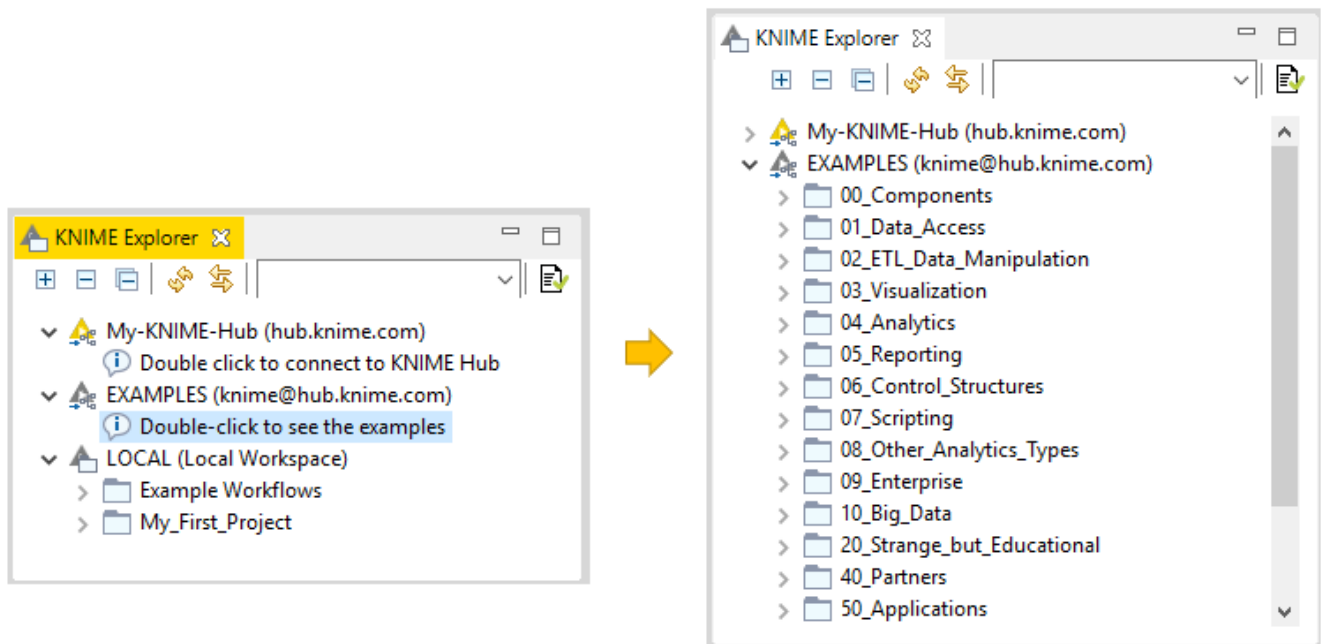 KNIME Explorer
My-KNIME-Hub (hub.knime.com)
Double click to connect to KNIME Hub
EXAMPLES (knime@hub.knime.com)
Double-click to see the examples
LOCAL (Local Workspace)
Example Workflows
My_First_Project
KNIME Explorer
My-KNIME-Hub (hub.knime.com)
EXAMPLES (knime@hub.knime.com)
00_Components
01_Data_Access
02_ETL_Data_Manipulation
03_Visualization
04_Analytics
05_Reporting
06_Control_Structures
07_Scripting
08_Other_Analytics_Types
09_Enterprise
10_Big_Data
20_Strange_but_Educational
40_Partners
50_Applications